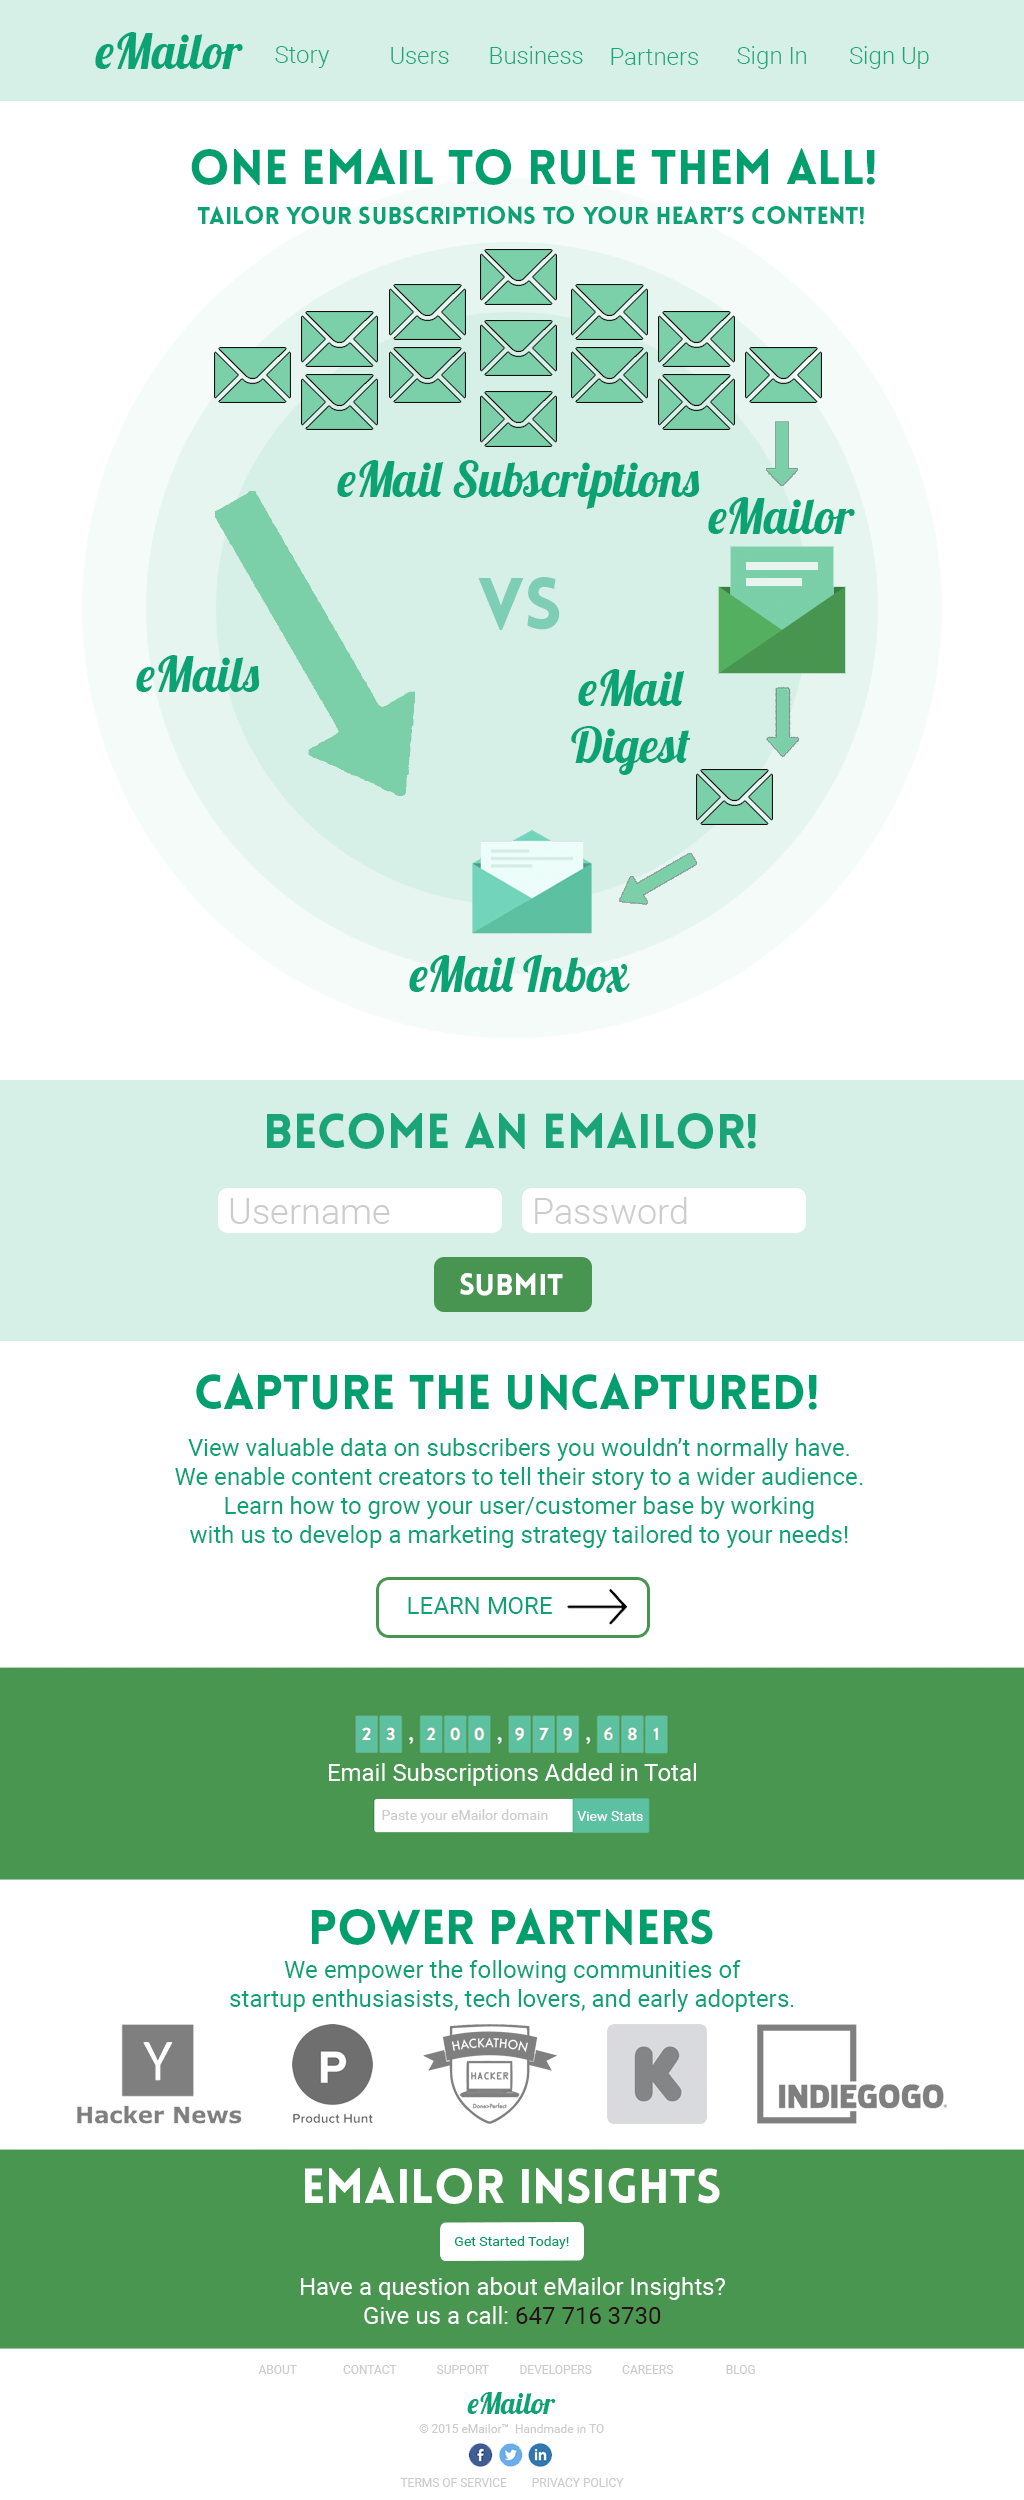 eMailor Story Users Business Partners Sign In Sign Up
ONE EMAIL TO RULE THEM ALL!
TAILOR YOUR SUBSCRIPTIONS TO YOUR HEART'S CONTENT!
eMail Subscriptions
eMailor
VS
eMails
eMail
Digest
eMail Inbox
BECOME AN EMAILOR!
Username Password
SUBMIT
CAPTURE THE UNCAPTURED!
View valuable data on subscribers you wouldn't normally have.
We enable content creators to tell their story to a wider audience.
Learn how to grow your user/customer base by working
with us to develop a marketing strategy tailored to your needs!
LEARN MORE
23,200,979,681
Email Subscriptions Added in Total
Paste your eMailor domain View Stats
POWER PARTNERS
We empower the following communities of
startup enthusiasists, tech lovers, and early adopters.
Y
Hacker News
P
Product Hunt
HACKATHON
HACKER
Done>Perfect
K
INDIEGOGO
EMAILOR INSIGHTS
Get Started Today!
Have a question about eMailor Insights?
Give us a call: 647 716 3730
ABOUT CONTACT SUPPORT DEVELOPERS CAREERS BLOG
eMailor
© 2015 eMailor™ Handmade in TO
f in
TERMS OF SERVICE PRIVACY POLICY